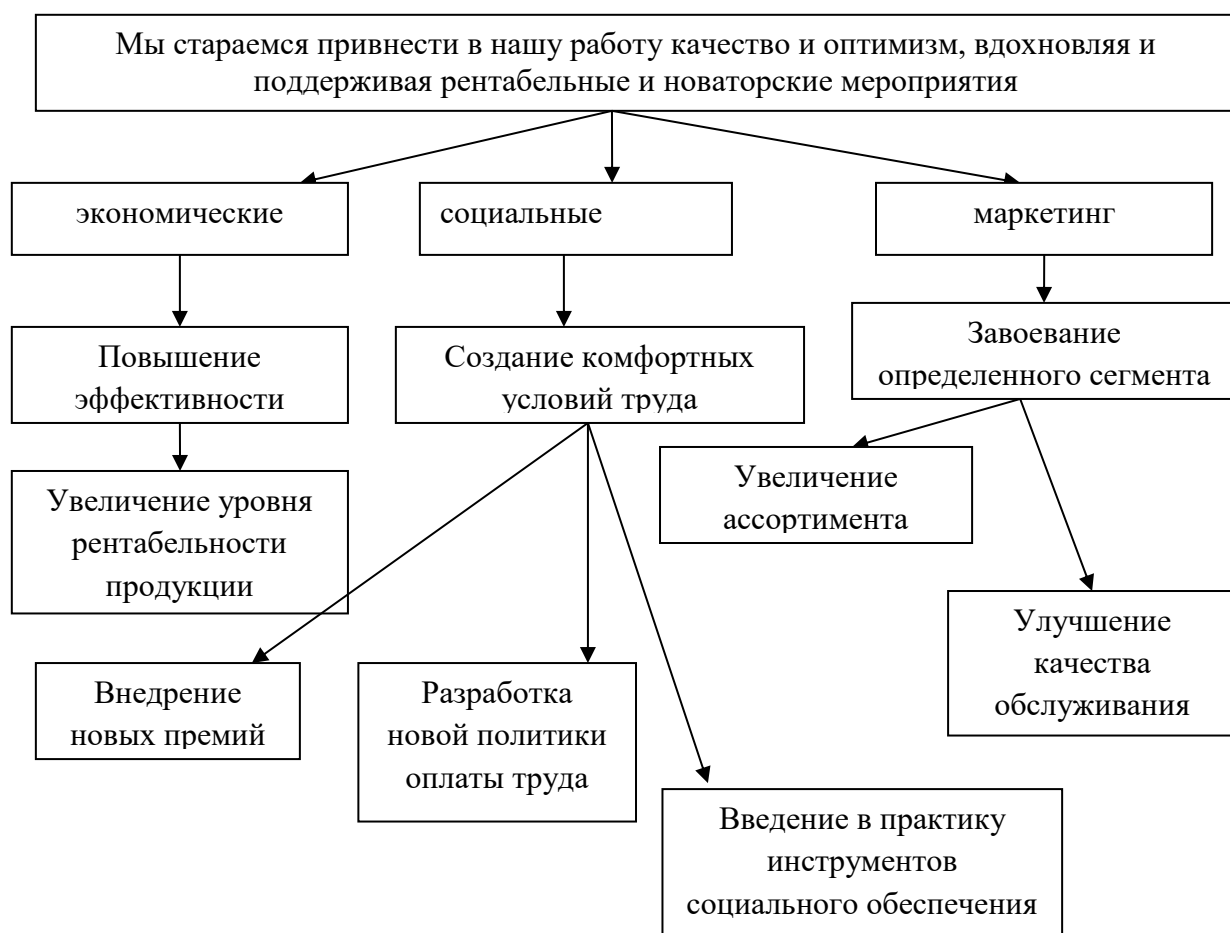 Мы стараемся привнести в нашу работу качество и оптимизм, вдохновляя и
поддерживая рентабельные и новаторские мероприятия
экономические
социальные
маркетинг
Повышение
эффективности
Создание комфортных
условий труда
Завоевание
определенного сегмента
Увеличение уровня
рентабельности
продукции
Увеличение
ассортимента
Улучшение
качества
обслуживания
Внедрение
новых премий
Разработка
новой политики
оплаты труда
Введение в практику
инструментов
социального обеспечения